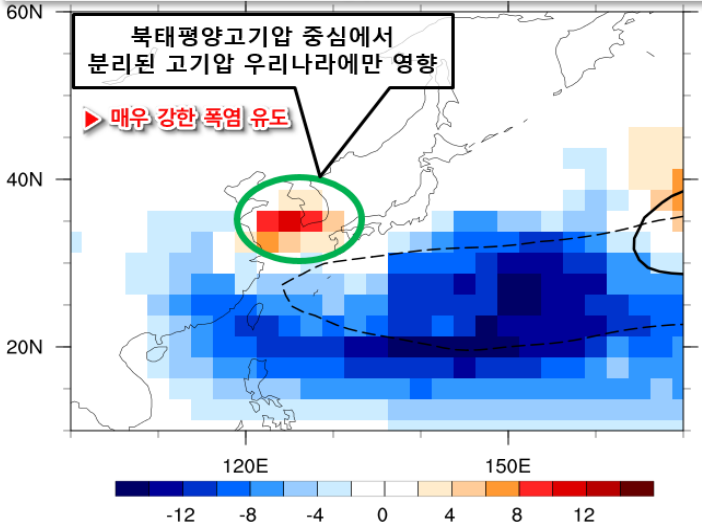 60N
북태평양고기압 중심에서
분리된 고기압 우리나라에만 영향
▶ 매우 강한 폭염 유도
40N
20N
120E 150E
-12 -8 -4 0 4 8 12